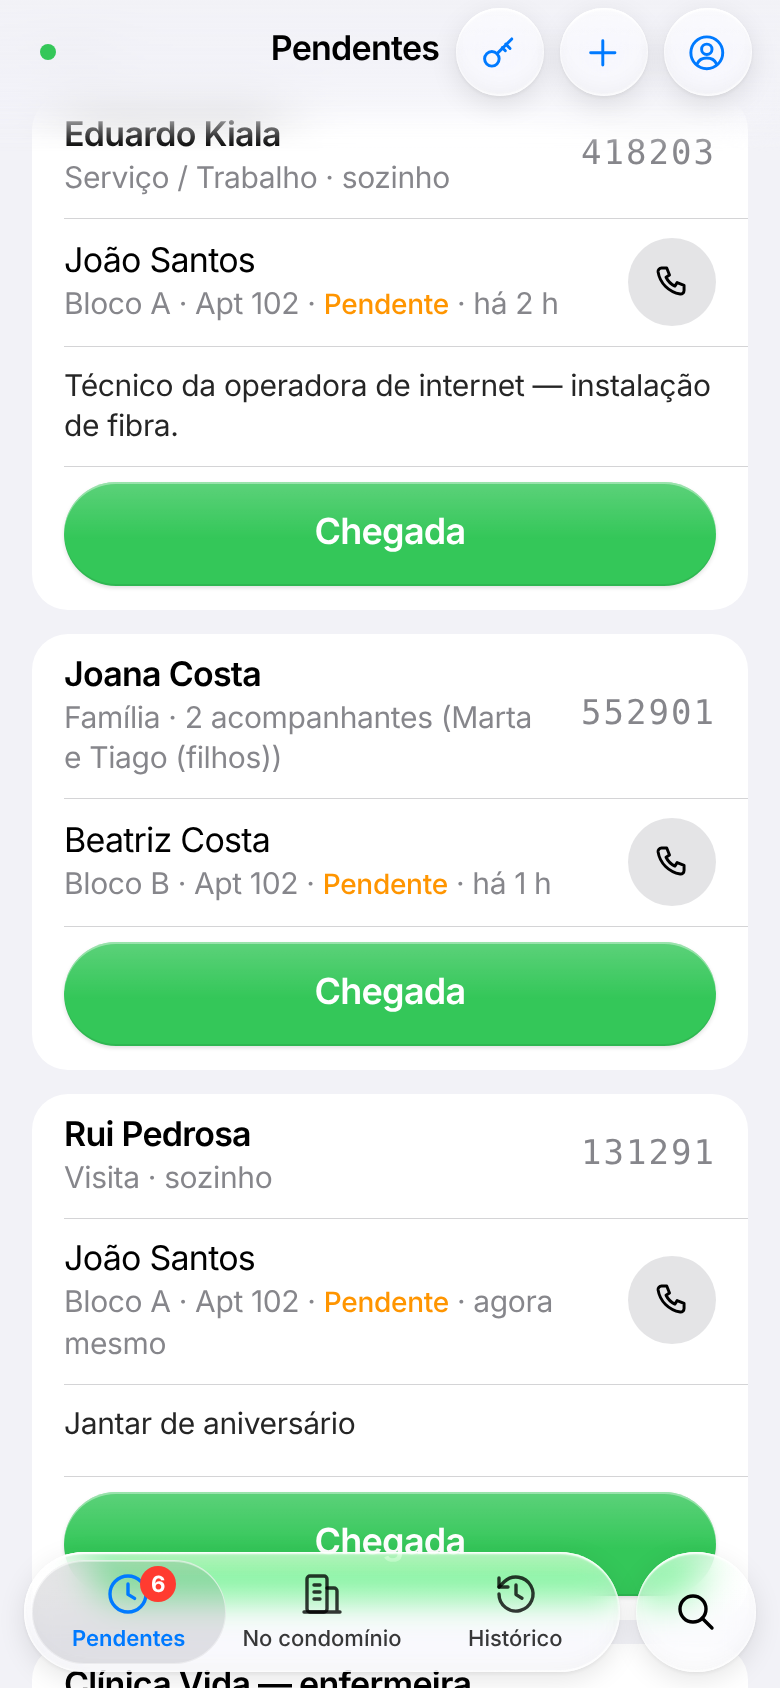 Pendentes
Eduardo Kiala
418203
Serviço / Trabalho · sozinho
João Santos
Bloco A · Apt 102 · Pendente · há 2 h
Técnico da operadora de internet — instalação
de fibra.
Chegada
Joana Costa
552901
Família · 2 acompanhantes (Marta
e Tiago (filhos))
Beatriz Costa
Bloco B · Apt 102 · Pendente · há 1 h
Chegada
Rui Pedrosa
131291
Visita · sozinho
João Santos
Bloco A · Apt 102 · Pendente · agora
mesmo
Jantar de aniversário
Chegada
6
Pendentes
No condomínio
Histórico
Clínica Vida — enfermeira